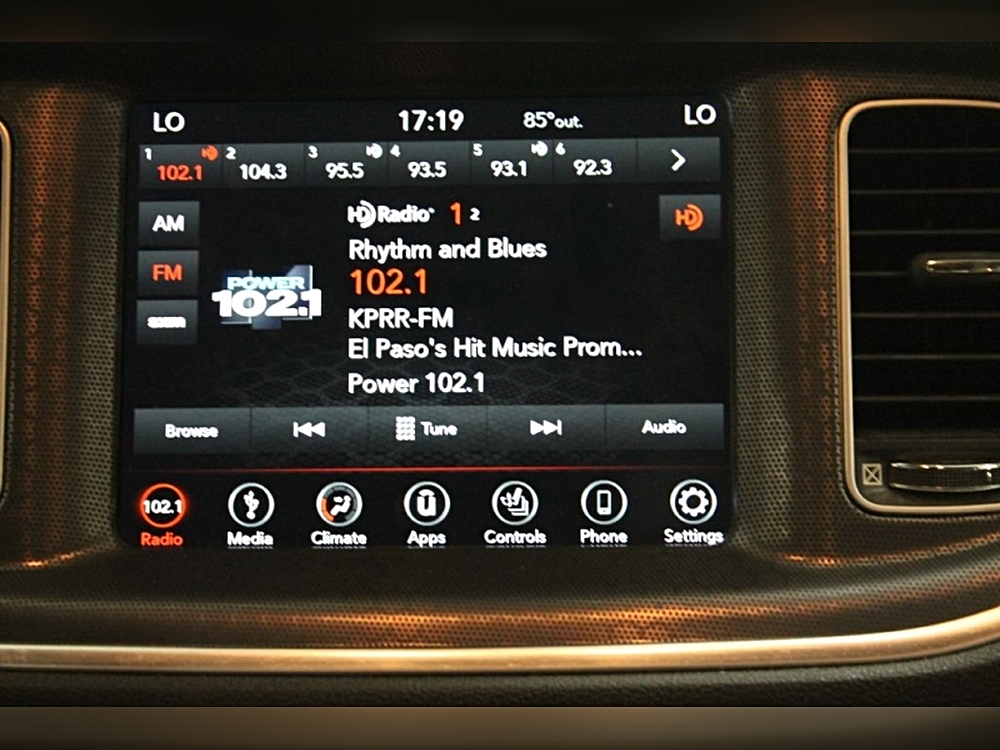 LO 17:19 85°out. LO
1 102.1 2 104.3 3 95.5 4 93.5 5 93.1 6 92.3
AM
FM
HD Radio 1 2
HD
Rhythm and Blues
102.1
POWER
102.1
KPRR-FM
El Paso's Hit Music Prom...
Power 102.1
Browse Tune Audio
102.1
Radio Media Climate Apps Controls Phone Settings